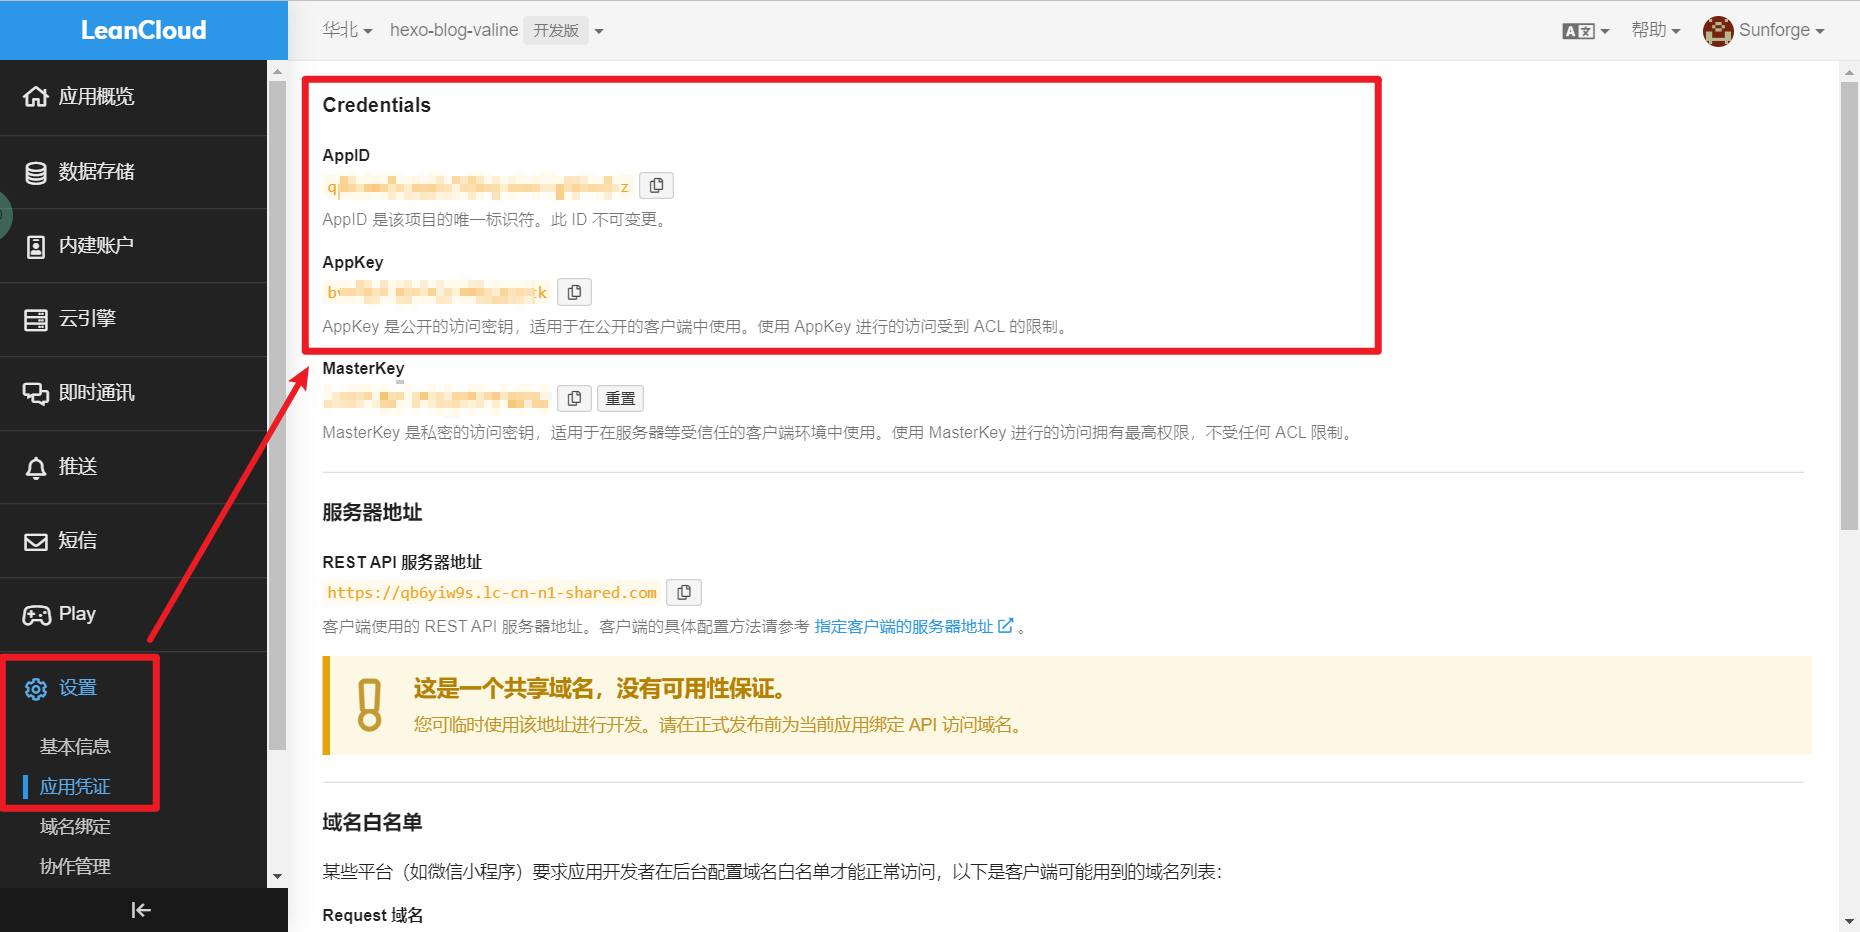 LeanCloud
华北
hexo-blog-valine 开发版
帮助
Sunforge
应用概览
数据存储
内建账户
云引擎
即时通讯
推送
短信
Play
设置
基本信息
应用凭证
域名绑定
协作管理
Credentials
AppID
AppID 是该项目的唯一标识符。此 ID 不可变更。
AppKey
AppKey 是公开的访问密钥，适用于在公开的客户端中使用。使用 AppKey 进行的访问受到 ACL 的限制。
MasterKey
重置
MasterKey 是私密的访问密钥，适用于在服务器等受信任的客户端环境中使用。使用 MasterKey 进行的访问拥有最高权限，不受任何 ACL 限制。
服务器地址
REST API 服务器地址
https://qb6yiw9s.lc-cn-n1-shared.com
客户端使用的 REST API 服务器地址。客户端的具体配置方法请参考 指定客户端的服务器地址 。
这是一个共享域名，没有可用性保证。
您可临时使用该地址进行开发。请在正式发布前为当前应用绑定 API 访问域名。
域名白名单
某些平台（如微信小程序）要求应用开发者在后台配置域名白名单才能正常访问，以下是客户端可能用到的域名列表：
Request 域名